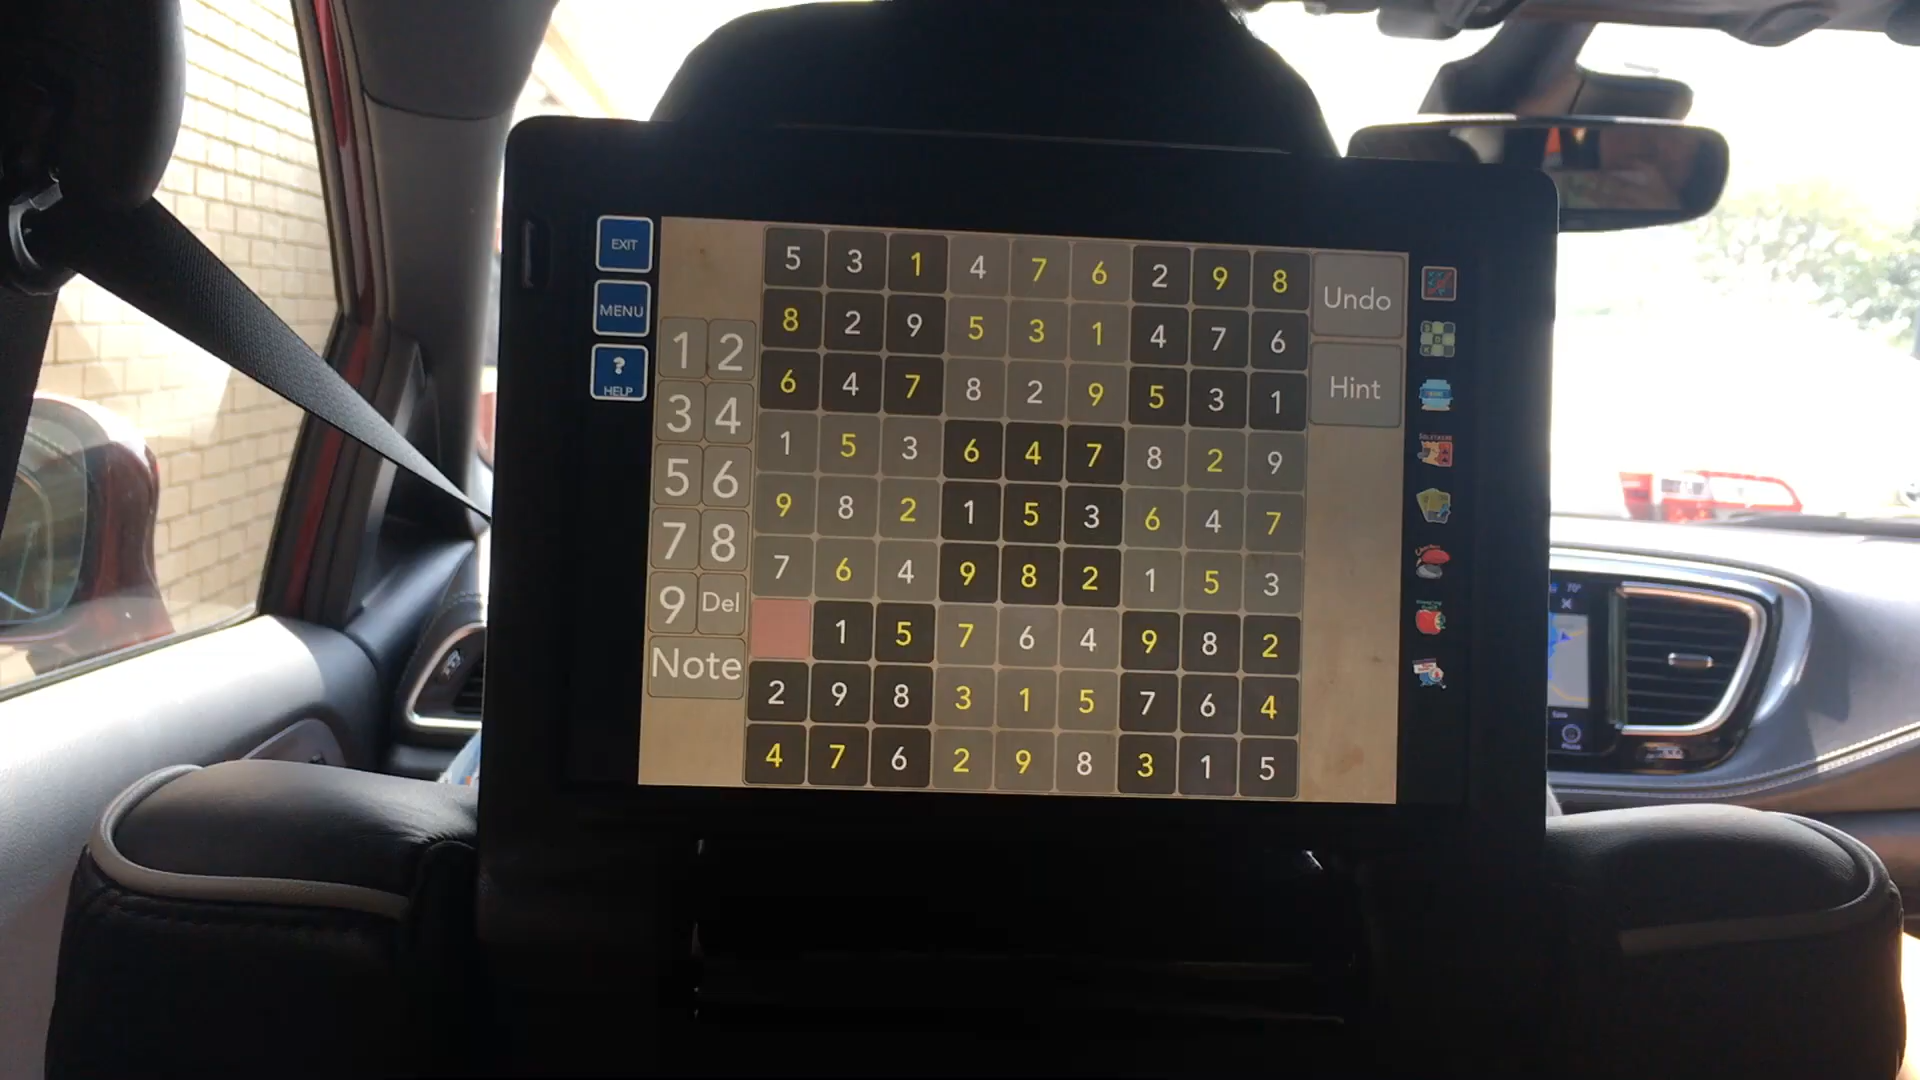 EXIT
MENU
?
HELP
1 2
3 4
5 6
7 8
9 Del
Note
5 3 1 4 7 6 2 9 8
8 2 9 5 3 1 4 7 6
6 4 7 8 2 9 5 3 1
1 5 3 6 4 7 8 2 9
9 8 2 1 5 3 6 4 7
7 6 4 9 8 2 1 5 3
1 5 7 6 4 9 8 2
2 9 8 3 1 5 7 6 4
4 7 6 2 9 8 3 1 5
Undo
Hint
70°